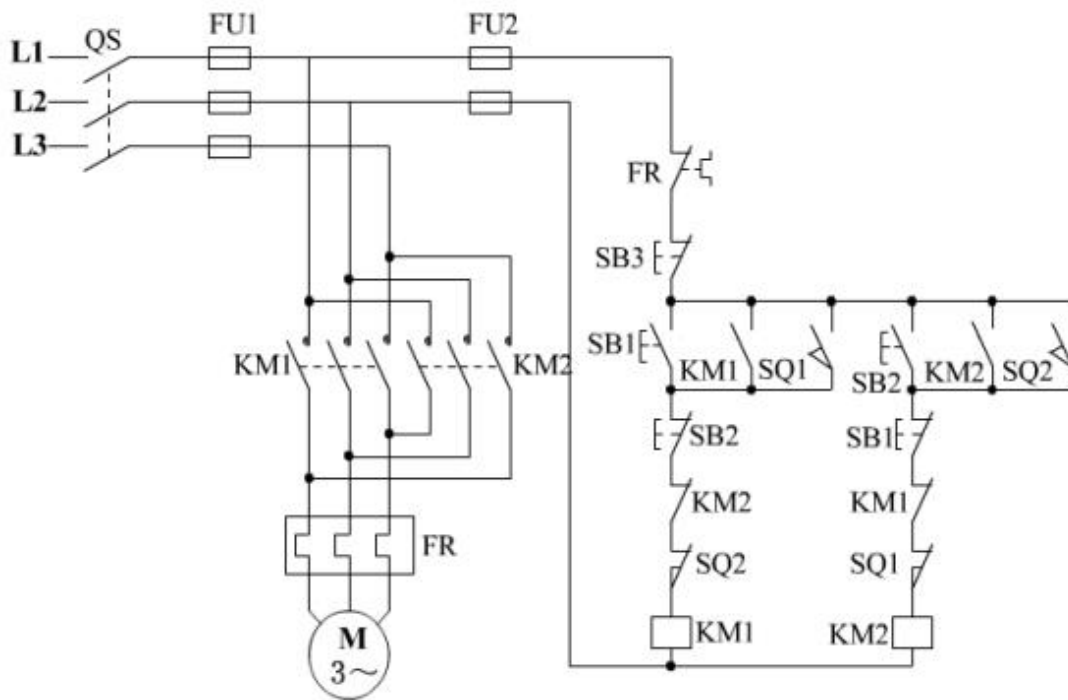 QS FU1 FU2
L1
L2
L3
FR
SB3
KM1 KM2 SB1 KM1 SQ1 SB2 KM2 SQ2
SB2 SB1
KM2 KM1
FR SQ2 SQ1
M KM1 KM2
3～